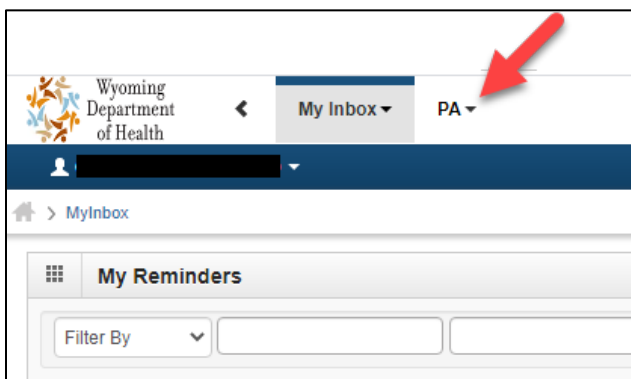 Wyoming
Department
of Health
My Inbox
PA
MyInbox
My Reminders
Filter By